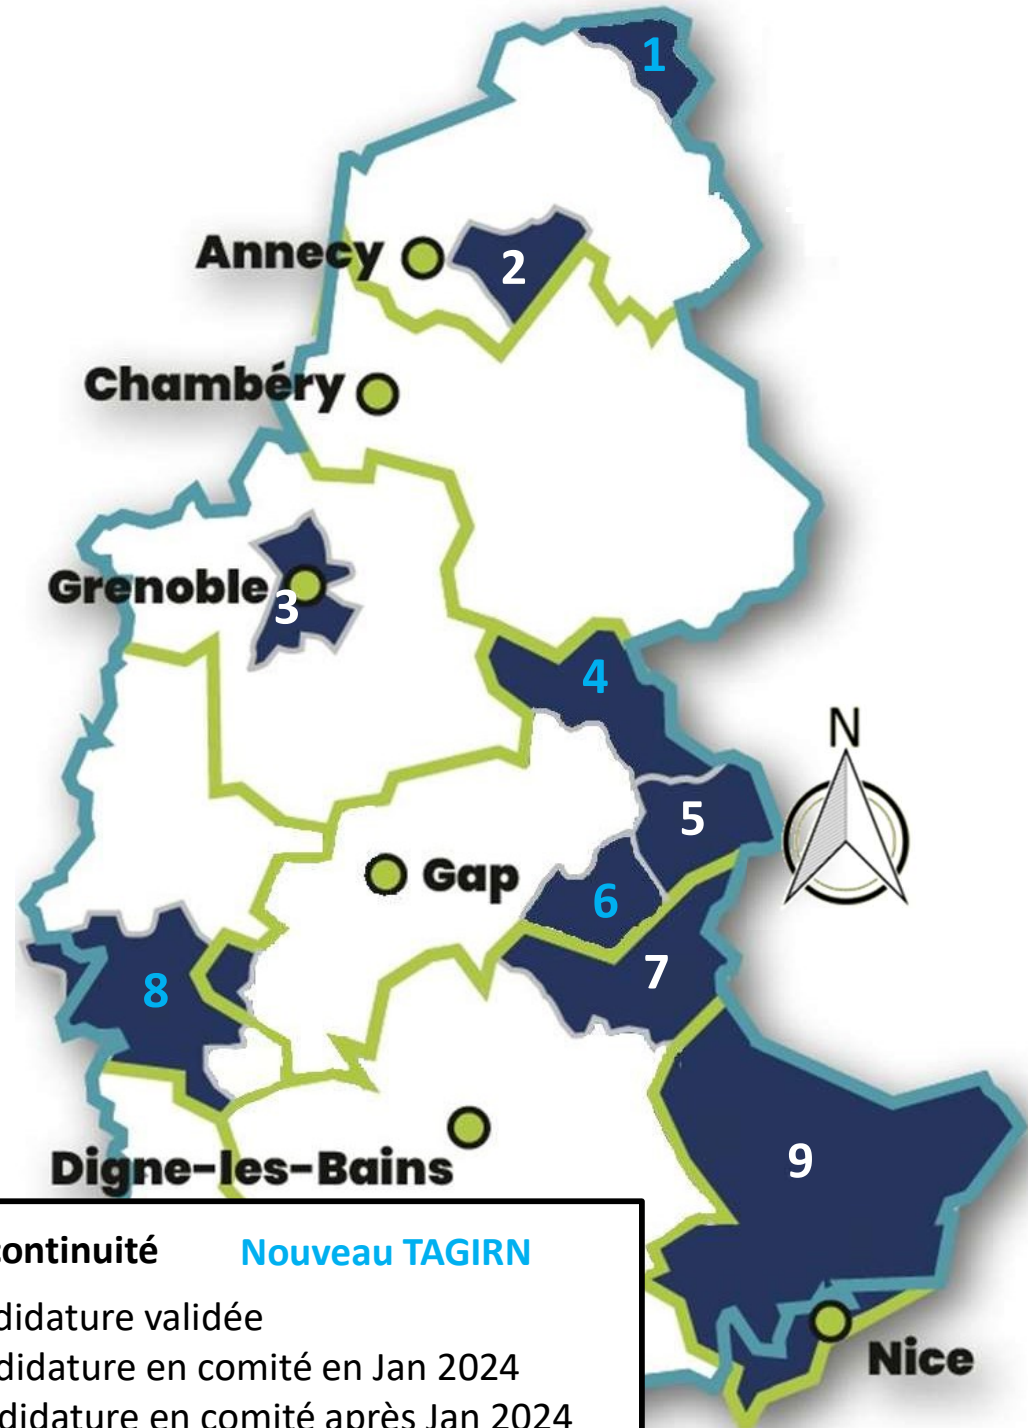 1
Annecy
2
Chambéry
Grenoble
3
4
N
5
Gap
6
7
8
9
Digne-les-Bains
continuité Nouveau TAGIRN
didature validée
didature en comité en Jan 2024
didature en comité après Jan 2024
Nice